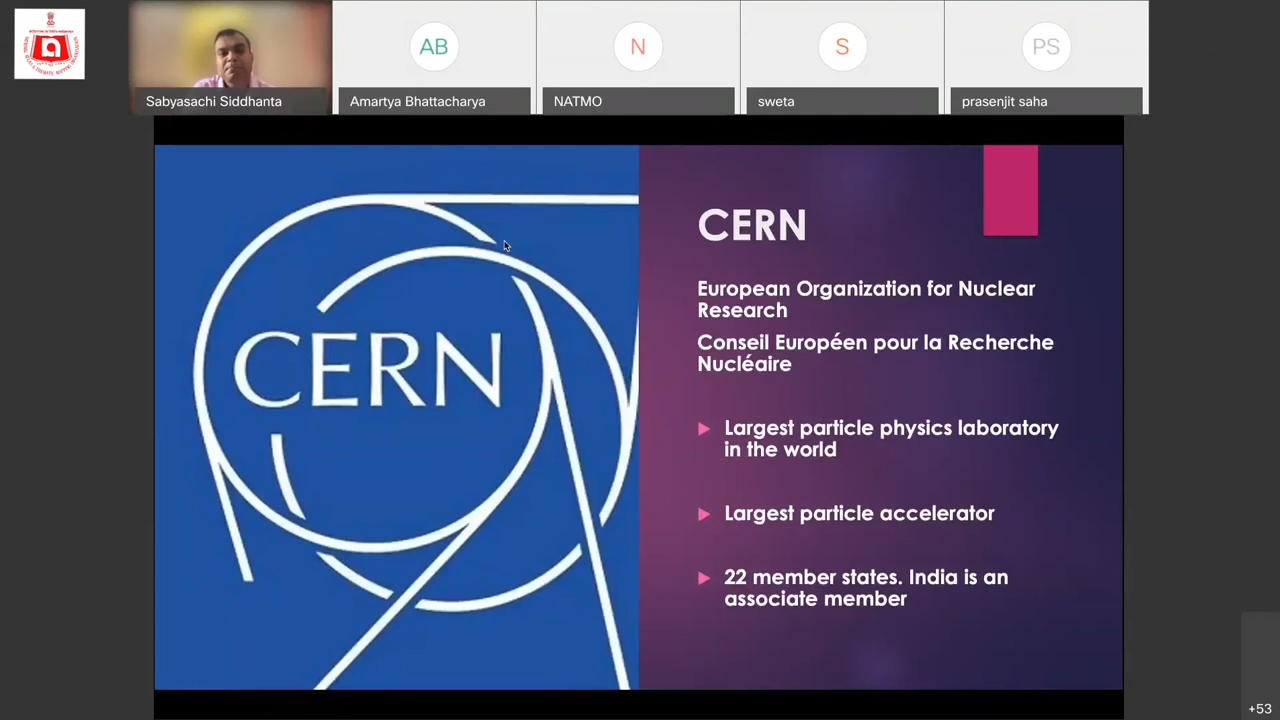 AB
N
S
PS
Sabyasachi Siddhanta
Amartya Bhattacharya
NATMO
sweta
prasenjit saha
CERN
CERN
European Organization for Nuclear
Research
Conseil Européen pour la Recherche
Nucléaire
Largest particle physics laboratory
in the world
Largest particle accelerator
22 member states. India is an
associate member
+53